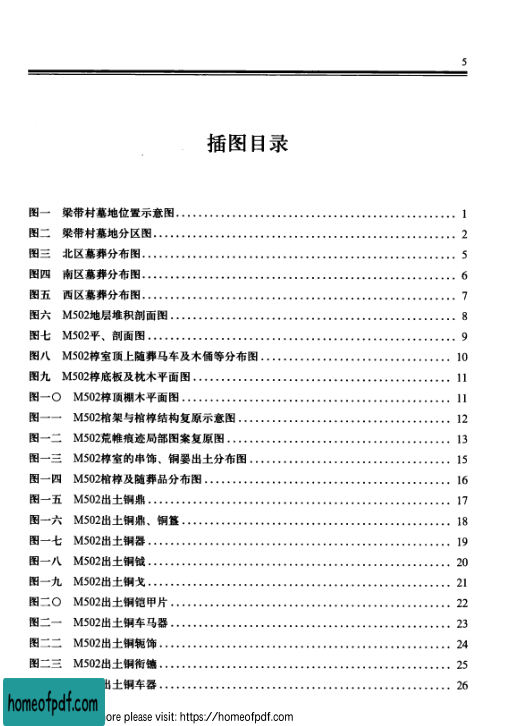 5
插图目录
图一 梁带村墓地位置示意图 1
图二 梁带村墓地分区图 2
图三 北区墓葬分布图 5
图四 南区墓葬分布图 6
图五 西区墓葬分布图 7
图六 M502地层堆积剖面图 8
图七 M502平、剖面图 9
图八 M502椁室顶上随葬马车及木俑等分布图 10
图九 M502椁底板及枕木平面图 11
图一〇 M502椁顶棚木平面图 11
图一一 M502棺架与棺椁结构复原示意图 12
图一二 M502荒帷痕迹局部图案复原图 13
图一三 M502椁室的串饰、铜翣出土分布图 15
图一四 M502棺椁及随葬品分布图 16
图一五 M502出土铜鼎 17
图一六 M502出土铜鼎、铜簋 18
图一七 M502出土铜器 19
图一八 M502出土铜钺 20
图一九 M502出土铜戈 21
图二〇 M502出土铜铠甲片 22
图二一 M502出土铜车马器 23
图二二 M502出土铜轭饰 24
图二三 M502出土铜衔镳 25
出土铜车器 26
homeofpdf.com
ore please visit: https://homeofpdf.com